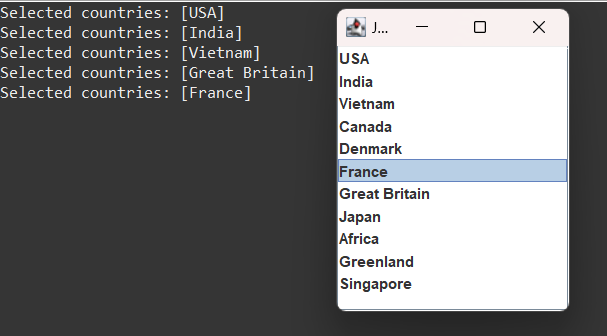 Selected countries: [USA]
Selected countries: [India]
Selected countries: [Vietnam]
Selected countries: [Great Britain]
Selected countries: [France]
J...
USA
India
Vietnam
Canada
Denmark
France
Great Britain
Japan
Africa
Greenland
Singapore